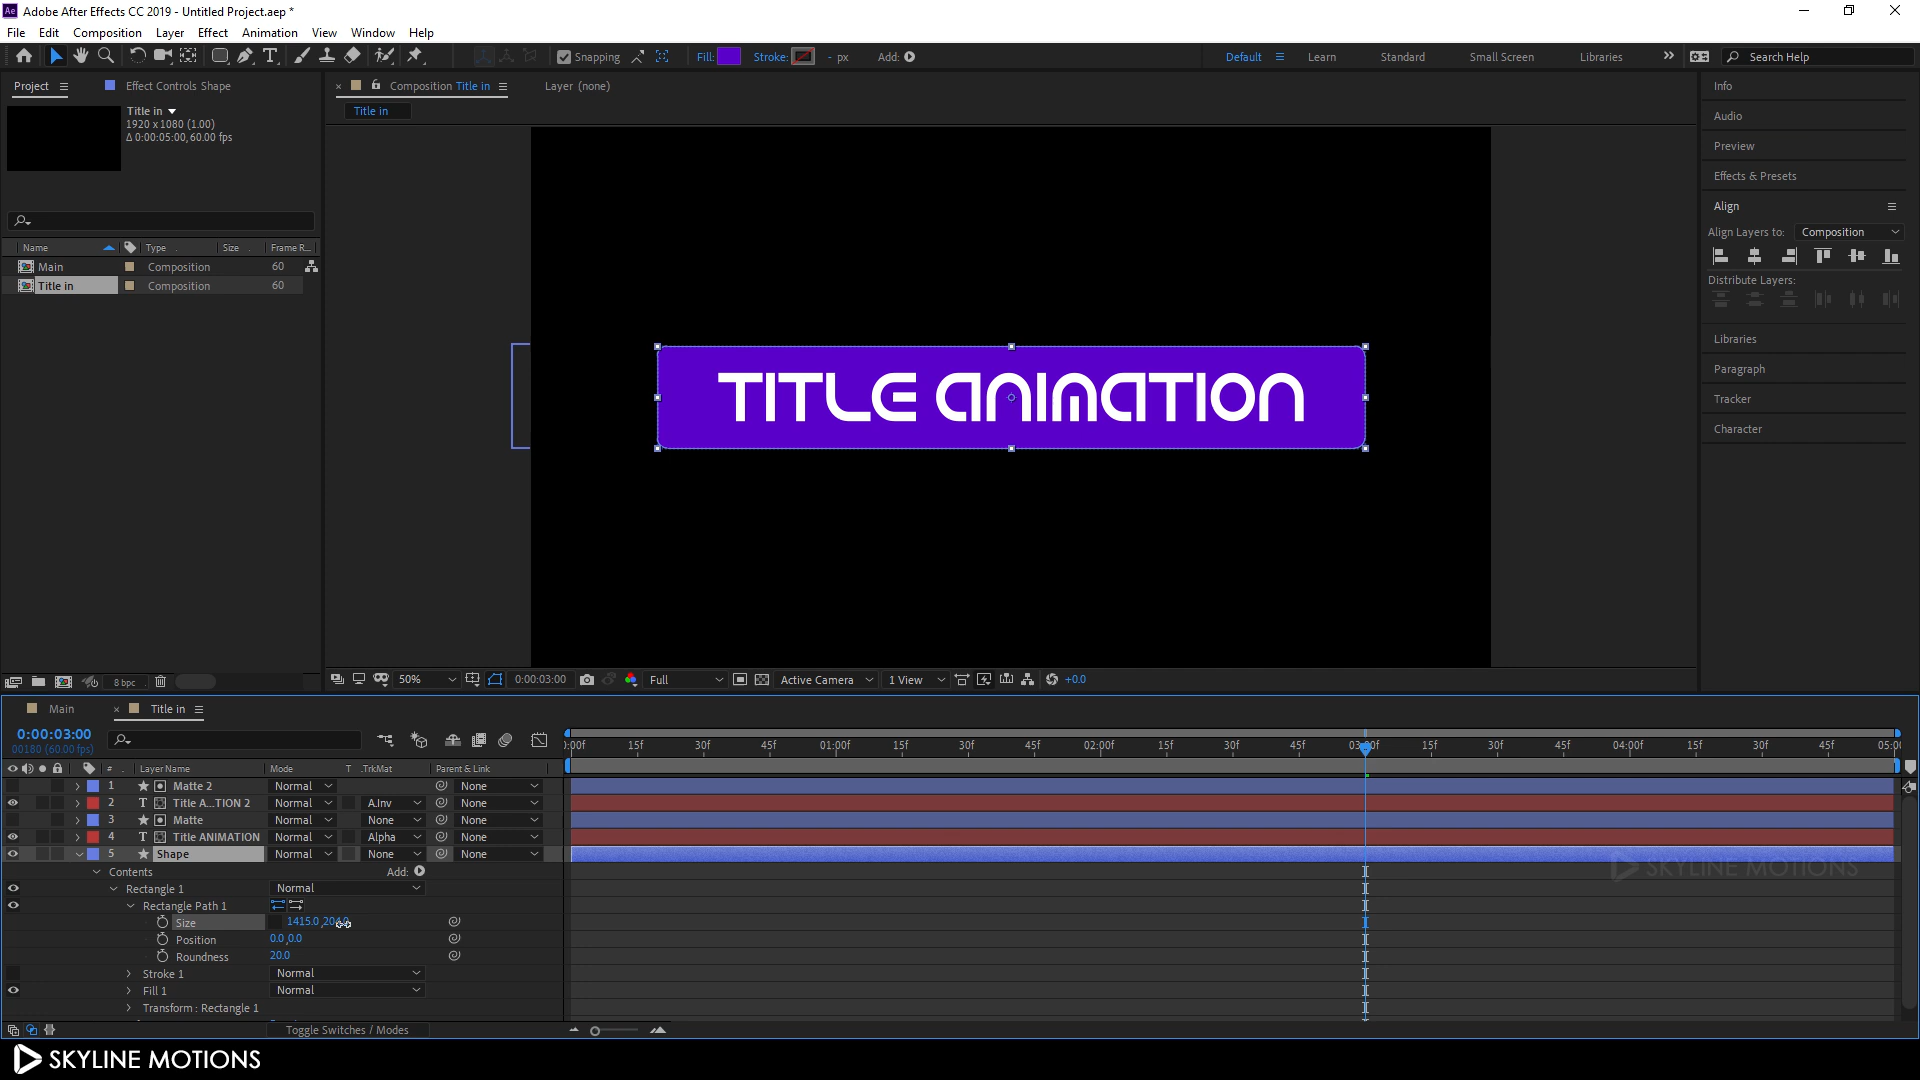 Ae Adobe After Effects CC 2019 - Untitled Project.aep *
File Edit Composition Layer Effect Animation View Window Help
Snapping Fill: Stroke: - px Add: Default Learn Standard Small Screen Libraries Search Help
Project Effect Controls Shape Composition Title in Layer (none) Info
Title in
1920 x 1080 (1.00)
Δ 0:00:05:00, 60.00 fps
Title in
Audio
Preview
Effects & Presets
Align
Align Layers to: Composition
Distribute Layers:
Name Type Size Frame R...
Main Composition 60
Title in Composition 60
Libraries
Paragraph
Tracker
Character
TITLE ANIMATION
8 bpc 50% 0:00:03:00 Full Active Camera 1 View +0.0
Main Title in
0:00:03:00
00180 (60.00 fps)
:00f 15f 30f 45f 01:00f 15f 30f 45f 02:00f 15f 30f 45f 15f 30f 45f 04:00f 15f 30f 45f
# Layer Name Mode T .TrkMat Parent & Link
1 Matte 2 Normal None
2 Title A...TION 2 Normal A.Inv None
3 Matte Normal None None
4 Title ANIMATION Normal Alpha None
5 Shape Normal None None
SKYLINE MOTIONS
Contents Add:
Rectangle 1 Normal
Rectangle Path 1
Size 1415.0
Position 0.0,0.0
Roundness 20.0
Stroke 1 Normal
Fill 1 Normal
Transform : Rectangle 1
Toggle Switches / Modes
SKYLINE MOTIONS